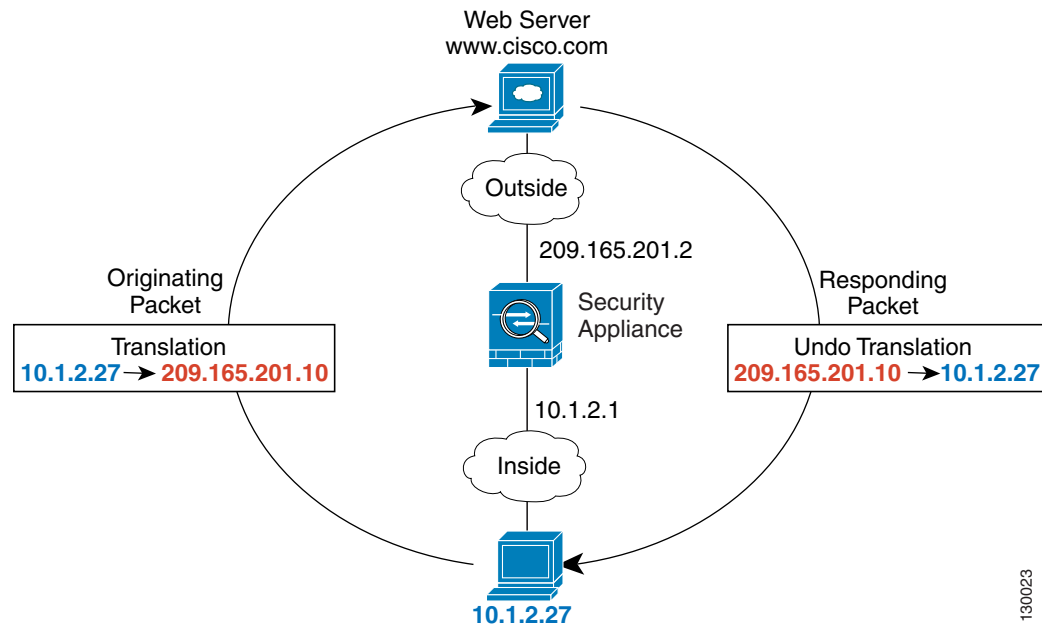 Web Server
www.cisco.com
Outside
209.165.201.2
Originating
Packet
Responding
Packet
Security
Appliance
Translation
10.1.2.27 → 209.165.201.10
Undo Translation
209.165.201.10 → 10.1.2.27
10.1.2.1
Inside
10.1.2.27
130023